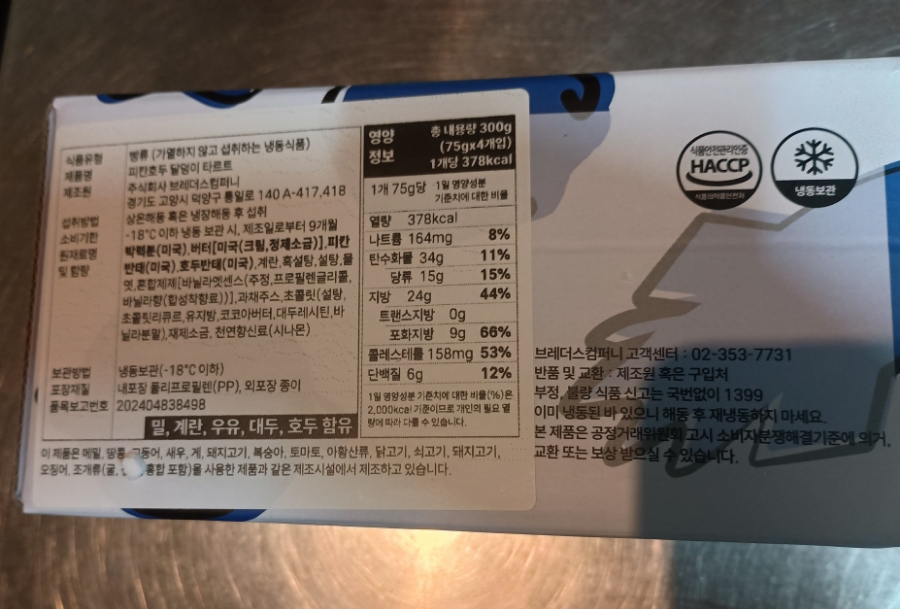 식품유형 빵류 (가열하지 않고 섭취하는 냉동식품)
제품명 피칸호두 달덩이 타르트
제조원 주식회사 브레더스컴퍼니
경기도 고양시 덕양구 통일로 140 A-417,418
섭취방법 상온해동 혹은 냉장해동 후 섭취
소비기한 -18°C 이하 냉동 보관 시, 제조일로부터 9개월
원재료명 및 함량 박력분(미국),버터[미국(크림,정제소금)],피칸
반태(미국),호두반태(미국),계란,흑설탕,설탕,물
엿,혼합제제[바닐라엣센스(주정,프로필렌글리콜,
바닐라향(합성착향료))],과채주스,초콜릿(설탕,
초콜릿리큐르,유지방,코코아버터,대두레시틴,바
닐라분말),재제소금,천연향신료(시나몬)
보관방법 냉동보관(-18°C 이하)
포장재질 내포장 폴리프로필렌(PP), 외포장 종이
품목보고번호 202404838498
밀, 계란, 우유, 대두, 호두 함유
이 제품은 메밀, 땅콩, 고등어, 새우, 게, 돼지고기, 복숭아, 토마토, 아황산류, 닭고기, 쇠고기, 돼지고기,
오징어, 조개류(굴, 홍합 포함)을 사용한 제품과 같은 제조시설에서 제조하고 있습니다.
영양
정보
총 내용량 300g
(75gx4개입)
1개당 378kcal
1개 75g당 1일 영양성분
기준치에 대한 비율
열량 378kcal
나트륨 164mg 8%
탄수화물 34g 11%
당류 15g 15%
지방 24g 44%
트랜스지방 0g
포화지방 9g 66%
콜레스테롤 158mg 53%
단백질 6g 12%
1일 영양성분 기준치에 대한 비율(%)은
2,000kcal 기준이므로 개인의 필요 열
량에 따라 다를 수 있습니다.
식품안전관리인증
HACCP
식품의약품안전처
냉동보관
브레더스컴퍼니 고객센터 : 02-353-7731
반품 및 교환 : 제조원 혹은 구입처
부정, 불량 식품 신고는 국번없이 1399
이미 냉동된 바 있으니 해동 후 재냉동하지 마세요.
본 제품은 공정거래위원회 고시 소비자분쟁해결기준에 의거,
교환 또는 보상 받으실 수 있습니다.